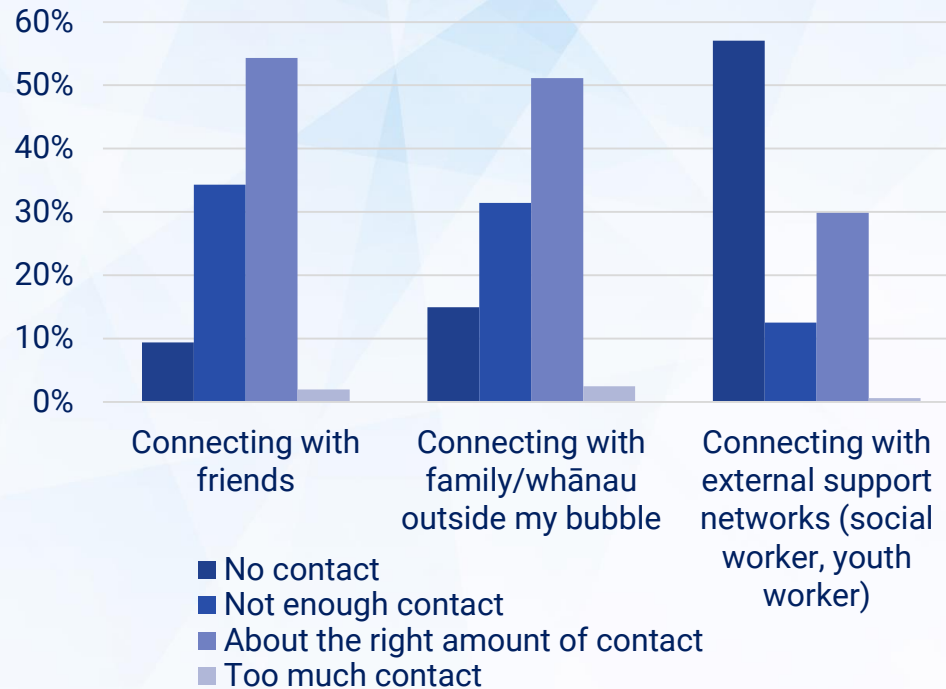 60%
50%
40%
30%
20%
10%
0%
Connecting with
friends
Connecting with
family/whānau
outside my bubble
Connecting with
external support
networks (social
worker, youth
worker)
No contact
Not enough contact
About the right amount of contact
Too much contact